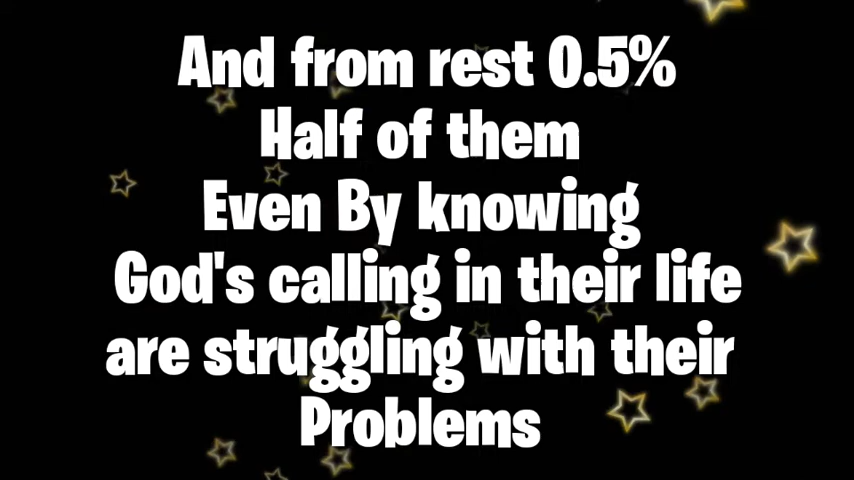 And from rest 0.5%
Half of them
Even By knowing
God's calling in their life
are struggling with their
Problems